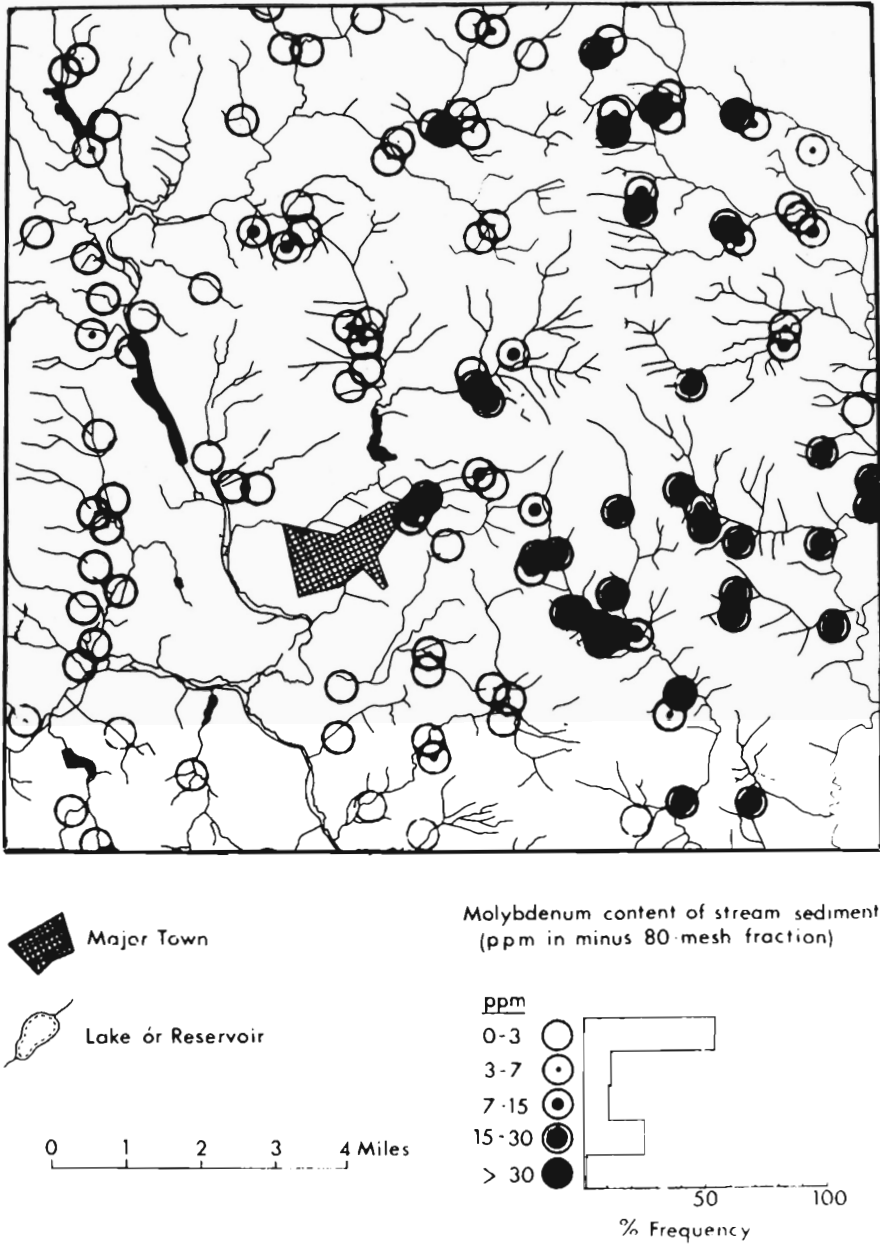 Major Town
Lake ór Reservoir
0 1 2 3 4 Miles
Molybdenum content of stream sediment
(ppm in minus 80-mesh fraction)
ppm
0-3
3-7
7-15
15-30
> 30
50 100
% Frequency